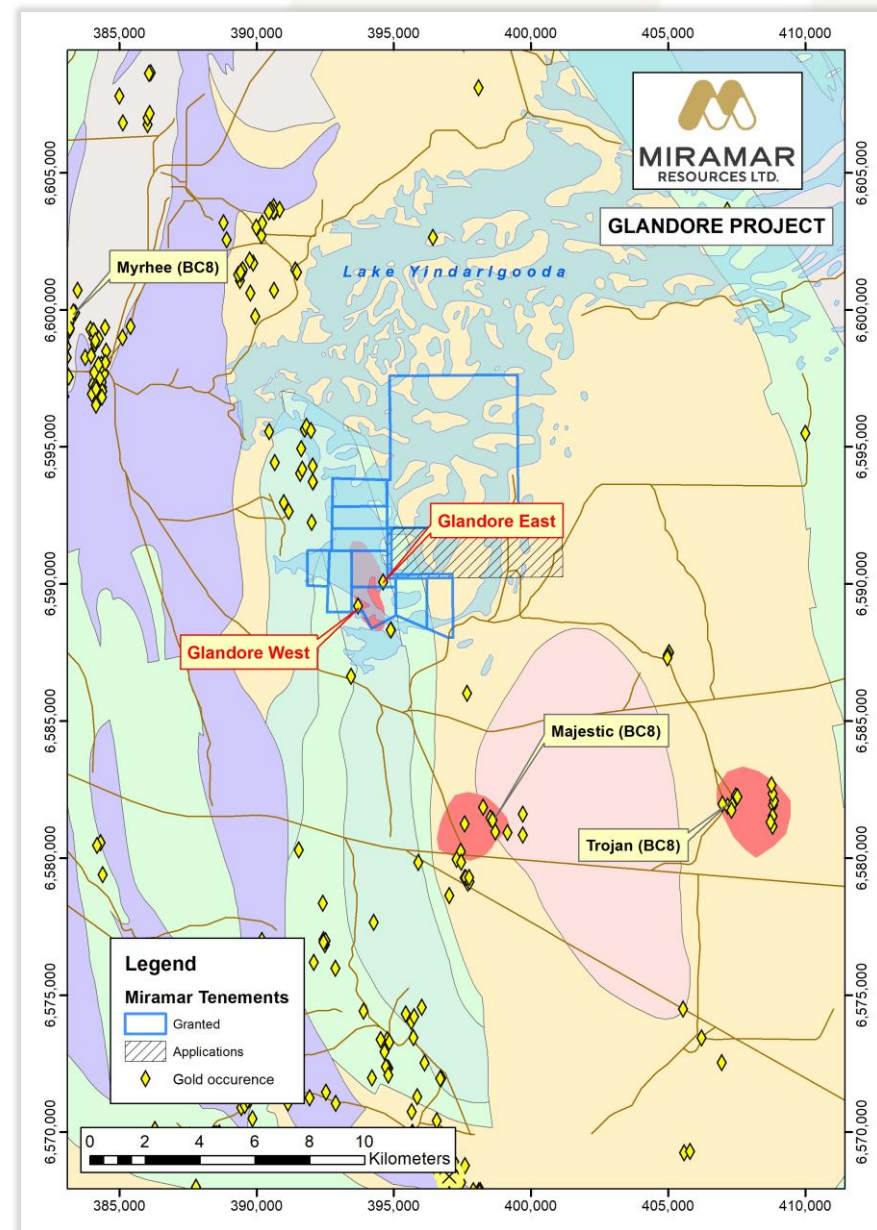 385,000 390,000 395,000 400,000 405,000 410,000
MIRAMAR
RESOURCES LTD.
GLANDORE PROJECT
6,605,000 6,605,000
Myrhee (BC8)
Lake Yindarlgooda
6,600,000 6,600,000
6,595,000 6,595,000
Glandore East
6,590,000 6,590,000
Glandore West
6,585,000 6,585,000
Majestic (BC8)
Trojan (BC8)
6,580,000 6,580,000
Legend
Miramar Tenements
Granted
Applications
Gold occurence
6,575,000 6,575,000
6,570,000 6,570,000
0 2 4 6 8 10
Kilometers
385,000 390,000 395,000 400,000 405,000 410,000